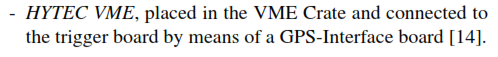 - HYTEC VME, placed in the VME Crate and connected to
the trigger board by means of a GPS-Interface board [14].